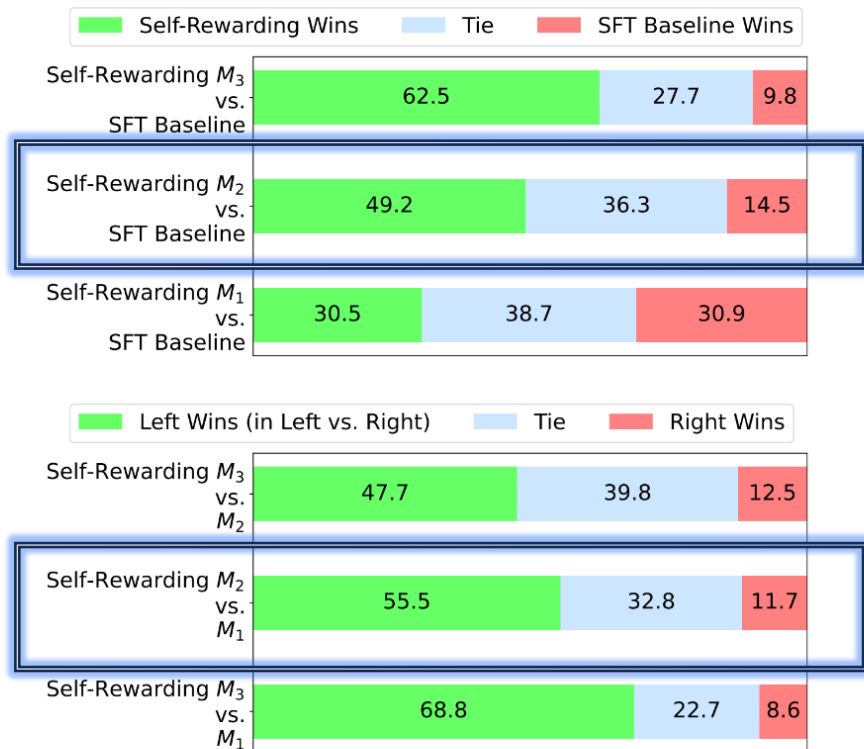 Self-Rewarding Wins Tie SFT Baseline Wins
Self-Rewarding M₃
vs.
SFT Baseline
62.5 27.7 9.8
Self-Rewarding M₂
vs.
SFT Baseline
49.2 36.3 14.5
Self-Rewarding M₁
vs.
SFT Baseline
30.5 38.7 30.9
Left Wins (in Left vs. Right) Tie Right Wins
Self-Rewarding M₃
vs.
M₂
47.7 39.8 12.5
Self-Rewarding M₂
vs.
M₁
55.5 32.8 11.7
Self-Rewarding M₃
vs.
M₁
68.8 22.7 8.6